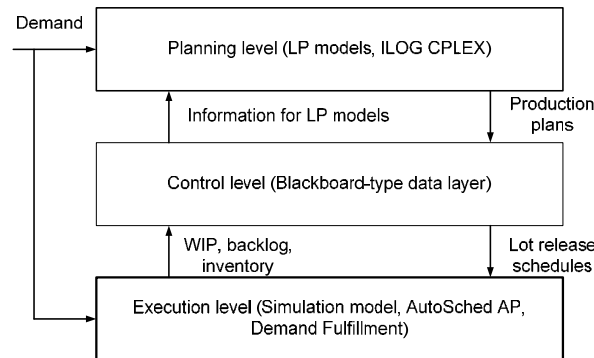 Demand
Planning level (LP models, ILOG CPLEX)
Information for LP models
Production
plans
Control level (Blackboard-type data layer)
WIP, backlog,
inventory
Lot release
schedules
Execution level (Simulation model, AutoSched AP,
Demand Fulfillment)